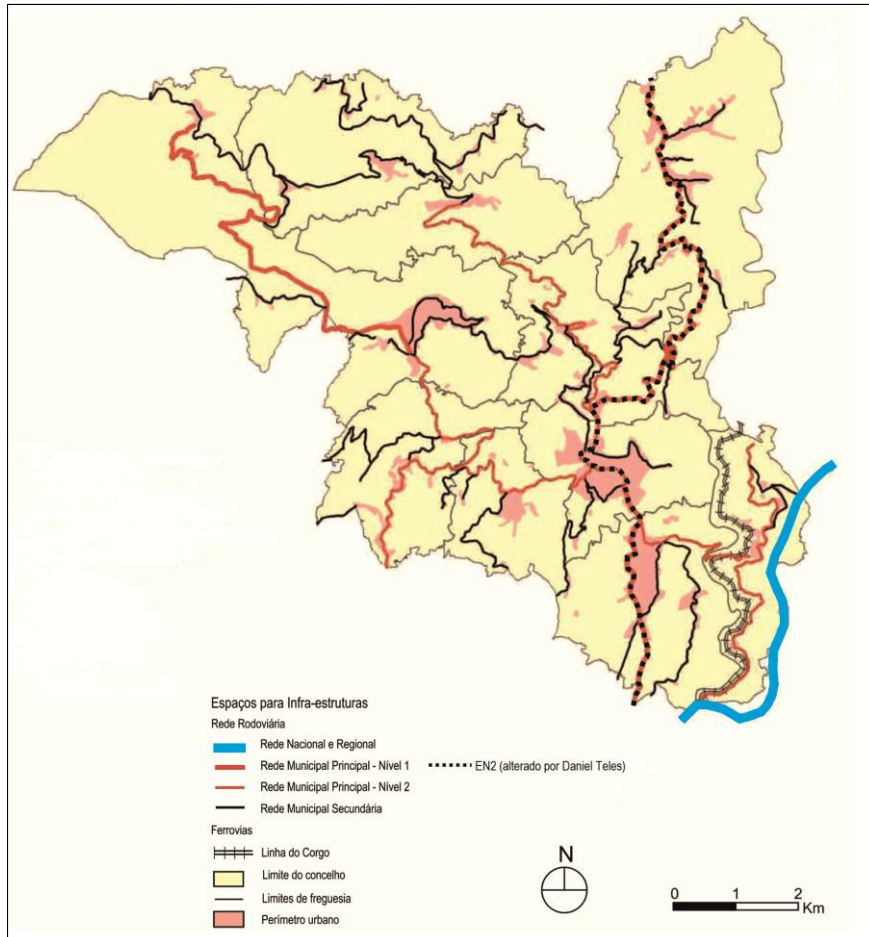 Espaços para Infra-estruturas
Rede Rodoviária
Rede Nacional e Regional
Rede Municipal Principal - Nível 1
EN2 (alterado por Daniel Teles)
Rede Municipal Principal - Nível 2
Rede Municipal Secundária
Ferrovias
Linha do Corgo
Limite do concelho
Limites de freguesia
Perímetro urbano
N
0 1 2
Km